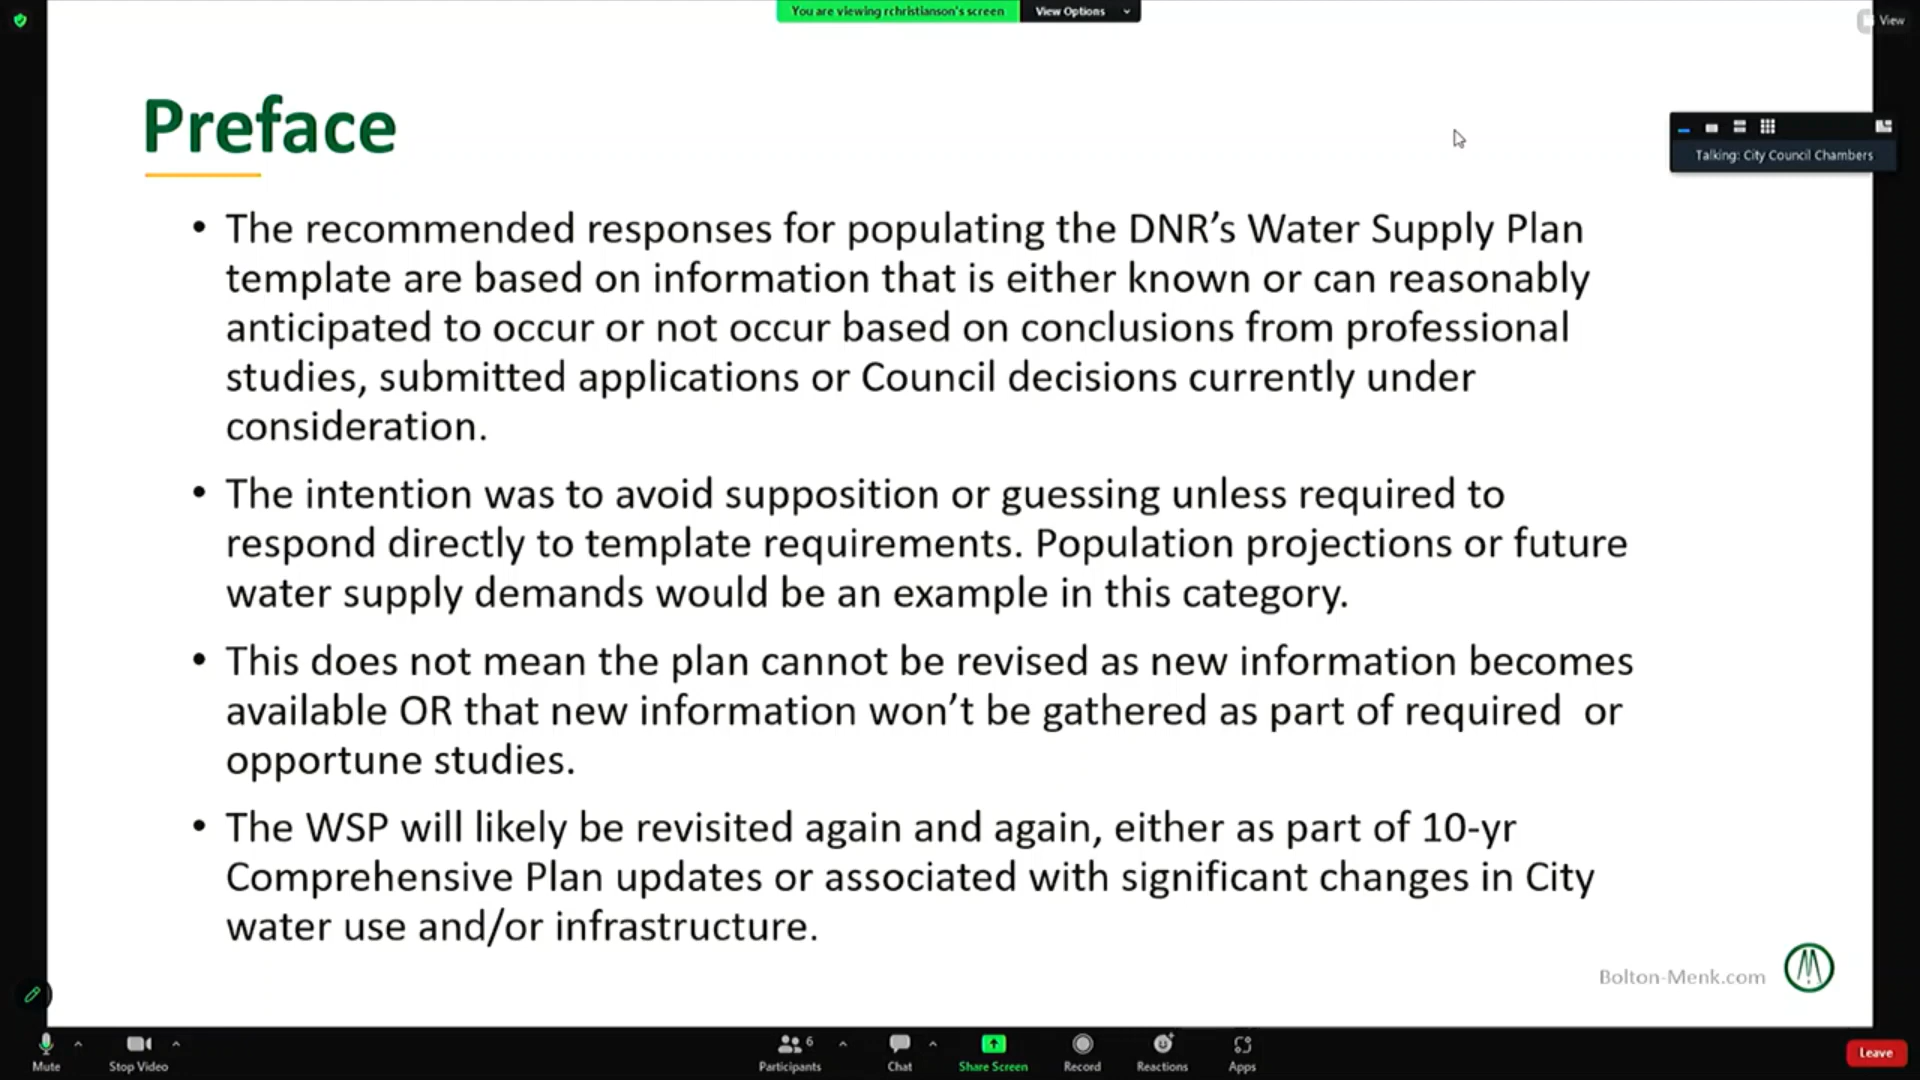 You are viewing rchristianson's screen
View Options
View
Preface
Talking: City Council Chambers
• The recommended responses for populating the DNR’s Water Supply Plan
template are based on information that is either known or can reasonably
anticipated to occur or not occur based on conclusions from professional
studies, submitted applications or Council decisions currently under
consideration.
• The intention was to avoid supposition or guessing unless required to
respond directly to template requirements. Population projections or future
water supply demands would be an example in this category.
• This does not mean the plan cannot be revised as new information becomes
available OR that new information won’t be gathered as part of required or
opportune studies.
• The WSP will likely be revisited again and again, either as part of 10-yr
Comprehensive Plan updates or associated with significant changes in City
water use and/or infrastructure.
Bolton-Menk.com
Mute
Stop Video
6
Participants
Chat
Share Screen
Record
Reactions
Apps
Leave